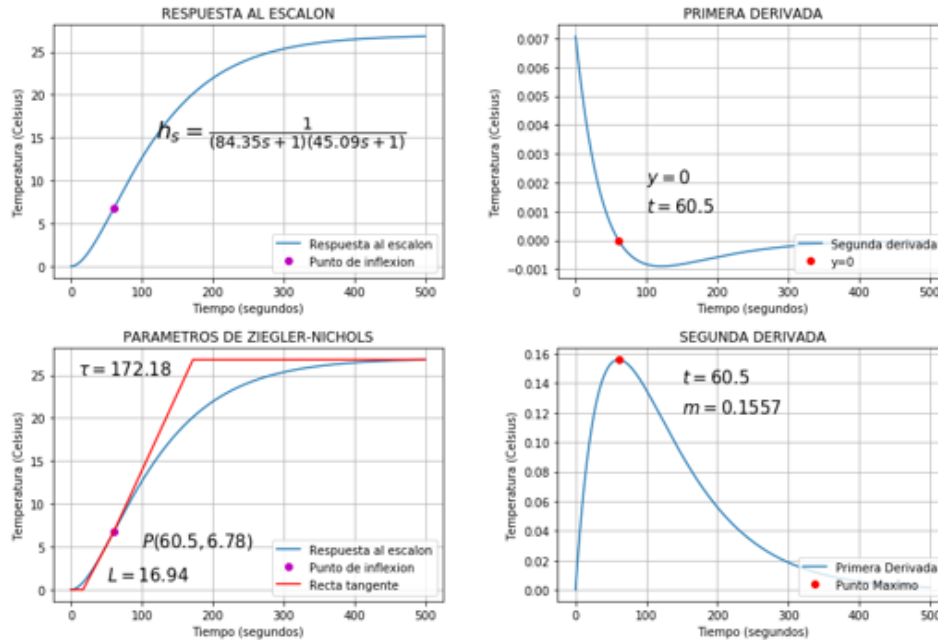 RESPUESTA AL ESCALON
Temperatura (Celsius)
25
20
15
10
5
0
h_s = 1/((84.35s + 1)(45.09s + 1))
Respuesta al escalon
Punto de inflexion
0 100 200 300 400 500
Tiempo (segundos)
PRIMERA DERIVADA
Temperatura (Celsius)
0.007
0.006
0.005
0.004
0.003
0.002
0.001
0.000
−0.001
y = 0
t = 60.5
Segunda derivada
y=0
0 100 200 300 400 500
Tiempo (segundos)
PARAMETROS DE ZIEGLER-NICHOLS
Temperatura (Celsius)
25
20
15
10
5
0
τ = 172.18
P(60.5, 6.78)
L = 16.94
Respuesta al escalon
Punto de inflexion
Recta tangente
0 100 200 300 400 500
Tiempo (segundos)
SEGUNDA DERIVADA
Temperatura (Celsius)
0.16
0.14
0.12
0.10
0.08
0.06
0.04
0.02
0.00
t = 60.5
m = 0.1557
Primera Derivada
Punto Maximo
0 100 200 300 400 500
Tiempo (segundos)